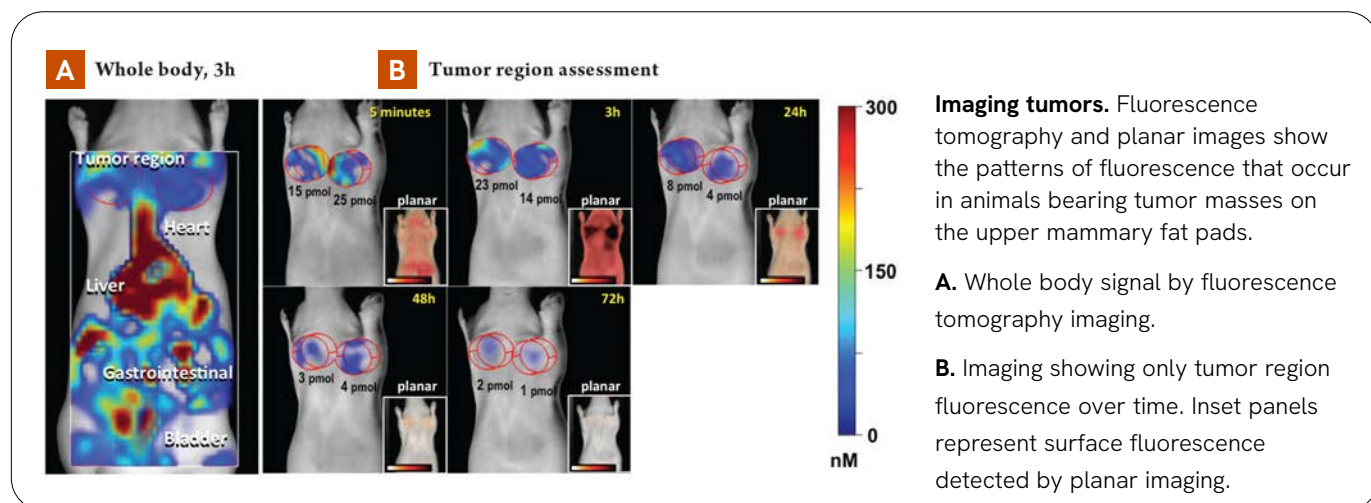 A Whole body, 3h
B Tumor region assessment
Tumor region
Heart
Liver
Gastrointestinal
Bladder
5 minutes
15 pmol
25 pmol
planar
3h
23 pmol
14 pmol
planar
24h
8 pmol
4 pmol
planar
48h
3 pmol
4 pmol
planar
72h
2 pmol
1 pmol
planar
300
150
0
nM
Imaging tumors. Fluorescence
tomography and planar images show
the patterns of fluorescence that occur
in animals bearing tumor masses on
the upper mammary fat pads.
A. Whole body signal by fluorescence
tomography imaging.
B. Imaging showing only tumor region
fluorescence over time. Inset panels
represent surface fluorescence
detected by planar imaging.